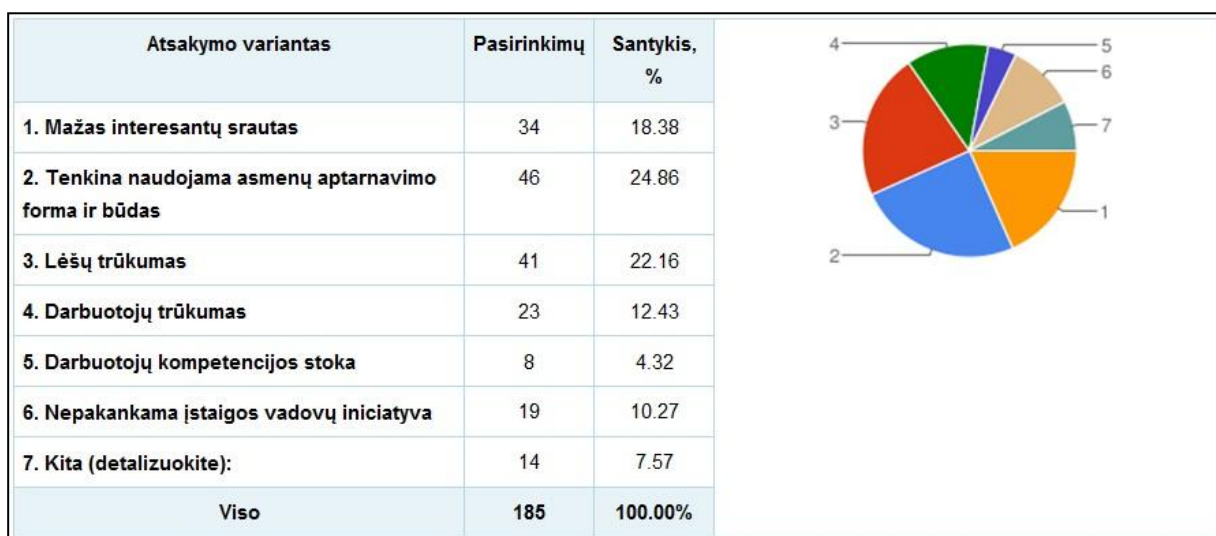 Atsakymo variantas Pasirinkimų Santykis,
%
1. Mažas interesantų srautas 34 18.38
2. Tenkina naudojama asmenų aptarnavimo 46 24.86
forma ir būdas
3. Lėšų trūkumas 41 22.16
4. Darbuotojų trūkumas 23 12.43
5. Darbuotojų kompetencijos stoka 8 4.32
6. Nepakankama įstaigos vadovų iniciatyva 19 10.27
7. Kita (detalizuokite): 14 7.57
Viso 185 100.00%
4 5
6
3 7
1
2